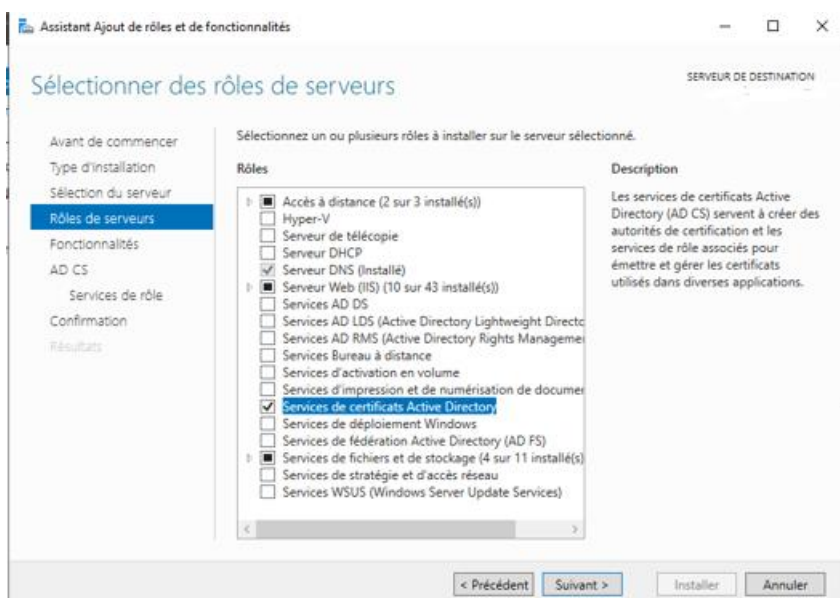 Assistant Ajout de rôles et de fonctionnalités
Sélectionner des rôles de serveurs
SERVEUR DE DESTINATION
Avant de commencer
Type d'installation
Sélection du serveur
Rôles de serveurs
Fonctionnalités
AD CS
Services de rôle
Confirmation
Résultats
Sélectionnez un ou plusieurs rôles à installer sur le serveur sélectionné.
Rôles
Accès à distance (2 sur 3 installé(s))
Hyper-V
Serveur de télécopie
Serveur DHCP
Serveur DNS (Installé)
Serveur Web (IIS) (10 sur 43 installé(s))
Services AD DS
Services AD LDS (Active Directory Lightweight Directo
Services AD RMS (Active Directory Rights Manageme
Services Bureau à distance
Services d'activation en volume
Services d'impression et de numérisation de documen
Services de certificats Active Directory
Services de déploiement Windows
Services de fédération Active Directory (AD FS)
Services de fichiers et de stockage (4 sur 11 installé(s)
Services de stratégie et d'accès réseau
Services WSUS (Windows Server Update Services)
Description
Les services de certificats Active
Directory (AD CS) servent à créer des
autorités de certification et les
services de rôle associés pour
émettre et gérer les certificats
utilisés dans diverses applications.
< Précédent
Suivant >
Installer
Annuler